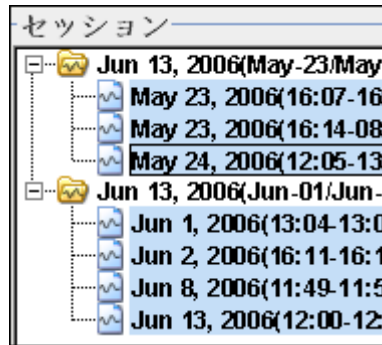 セッション
Jun 13, 2006(May-23/May
May 23, 2006(16:07-16
May 23, 2006(16:14-08
May 24, 2006(12:05-13
Jun 13, 2006(Jun-01/Jun-
Jun 1, 2006(13:04-13:0
Jun 2, 2006(16:11-16:1
Jun 8, 2006(11:49-11:5
Jun 13, 2006(12:00-12: